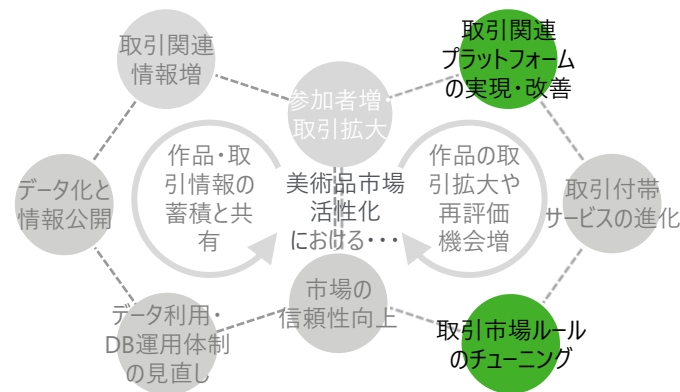 取引関連
情報増
参加者増・
取引拡大
取引関連
プラットフォーム
の実現・改善
データ化と
情報公開
作品・取
引情報の
蓄積と共
有
美術品市場
活性化
における・・・
作品の取
引拡大や
再評価
機会増
取引付帯
サービスの進化
データ利用・
DB運用体制
の見直し
市場の
信頼性向上
取引市場ルール
のチューニング